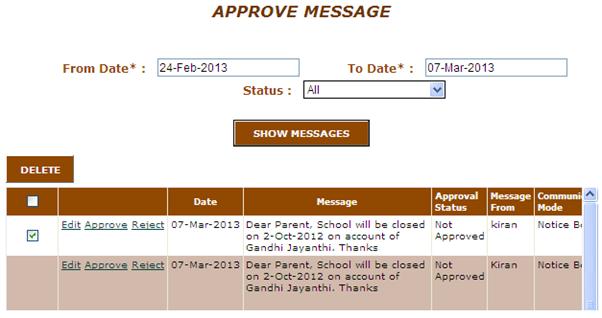 APPROVE MESSAGE
From Date* : 24-Feb-2013 To Date* : 07-Mar-2013
Status : All
SHOW MESSAGES
DELETE
Date Message Approval Status Message From Communi Mode
Edit Approve Reject 07-Mar-2013 Dear Parent, School will be closed Not kiran Notice B
on 2-Oct-2012 on account of Approved
Gandhi Jayanthi. Thanks
Edit Approve Reject 07-Mar-2013 Dear Parent, School will be closed Not Kiran Notice B
on 2-Oct-2012 on account of Approved
Gandhi Jayanthi. Thanks